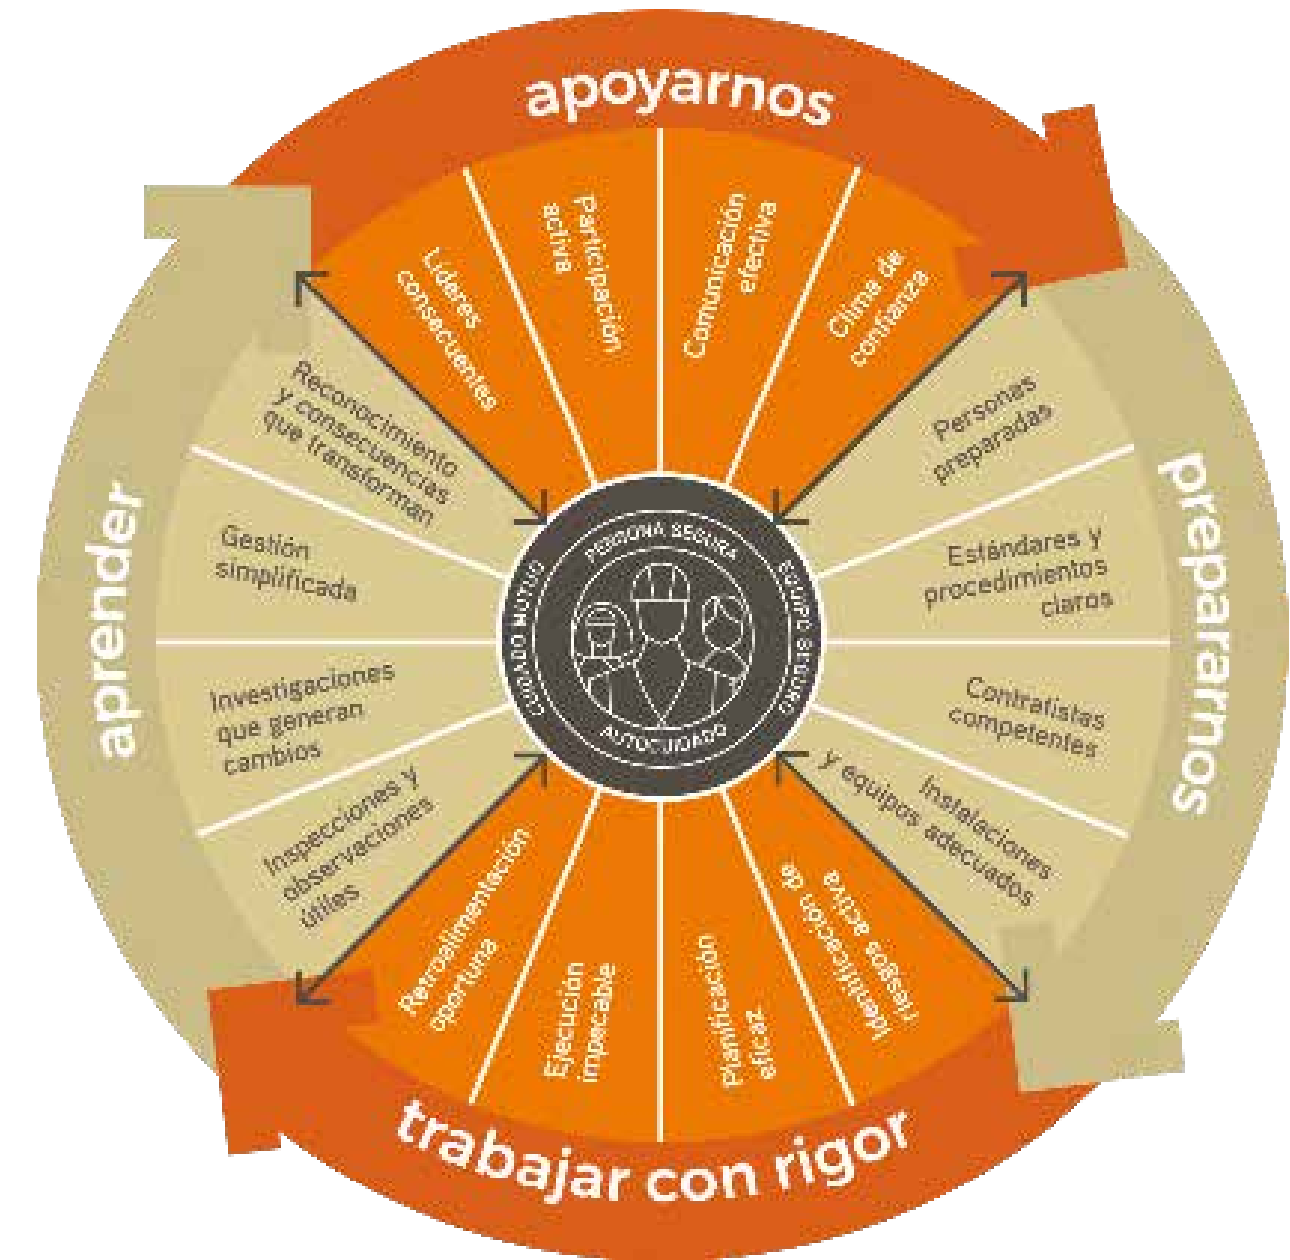 apoyarnos
Líderes
consecuentes
Participación
activa
Comunicación
efectiva
Clima de
confianza
prepararnos
Personas
preparadas
Estándares y
procedimientos
claros
Contratistas
competentes
Instalaciones
y equipos adecuados
trabajar con rigor
Identificación de
riesgos activa
Planificación
eficaz
Ejecución
impecable
Retroalimentación
oportuna
aprender
Inspecciones y
observaciones
útiles
Investigaciones
que generan
cambios
Gestión
simplificada
Reconocimiento
y consecuencias
que transforman
PERSONA SEGURA
EQUIPO SEGURO
AUTOCUIDADO
CUIDADO MUTUO